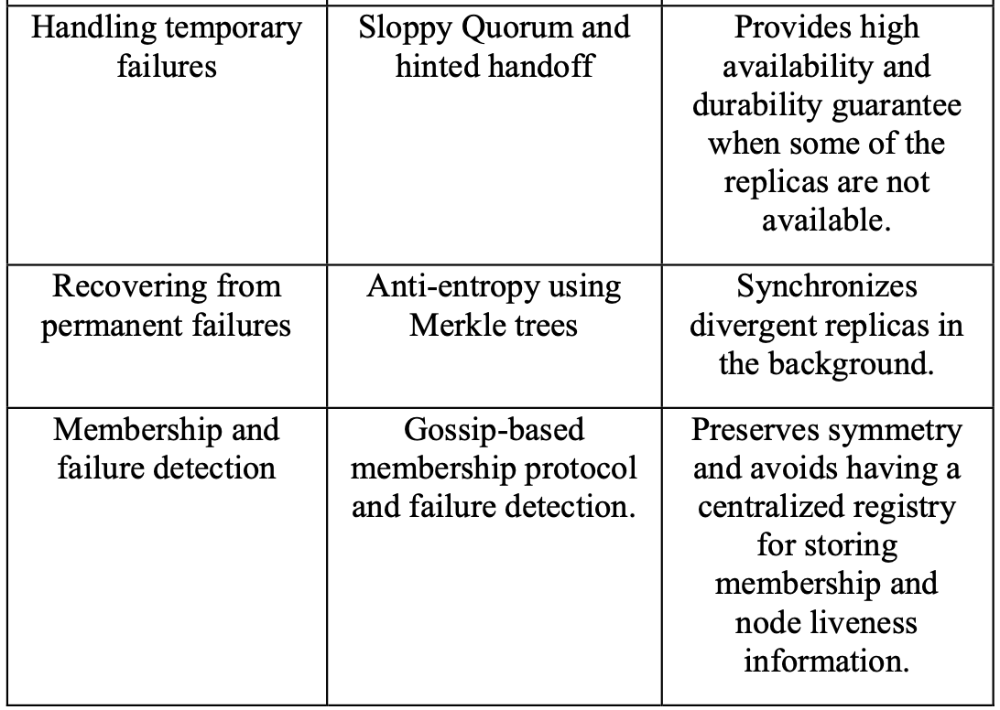 Handling temporary
failures
Sloppy Quorum and
hinted handoff
Provides high
availability and
durability guarantee
when some of the
replicas are not
available.
Recovering from
permanent failures
Anti-entropy using
Merkle trees
Synchronizes
divergent replicas in
the background.
Membership and
failure detection
Gossip-based
membership protocol
and failure detection.
Preserves symmetry
and avoids having a
centralized registry
for storing
membership and
node liveness
information.